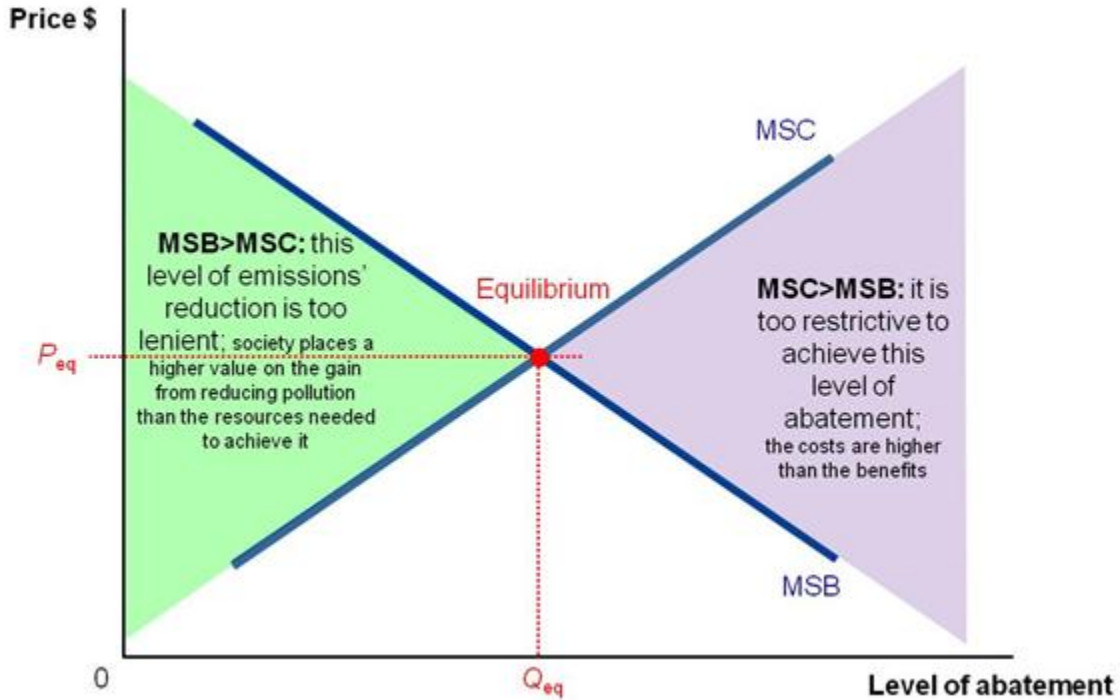 Price $
MSC
MSB>MSC: this
level of emissions’
reduction is too
lenient; society places a
higher value on the gain
from reducing pollution
than the resources needed
to achieve it
Equilibrium
MSC>MSB: it is
too restrictive to
achieve this
level of
abatement;
the costs are higher
than the benefits
Peq
MSB
0
Qeq
Level of abatement